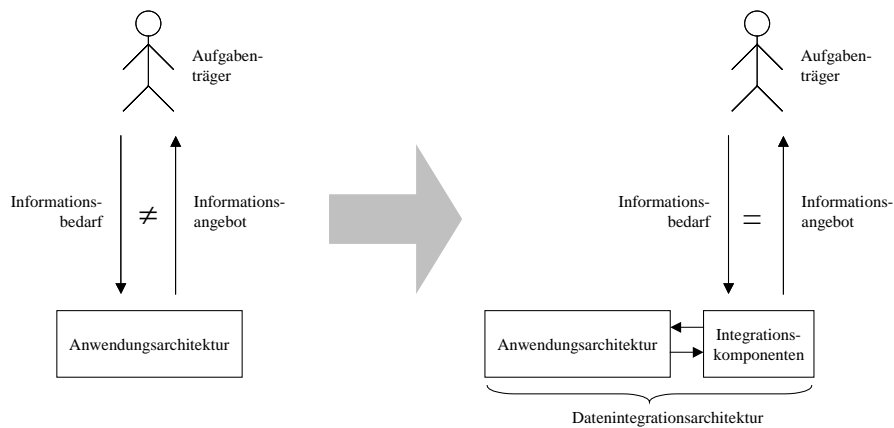 Aufgaben-
träger
Informations-
bedarf
≠
Informations-
angebot
Anwendungsarchitektur
Aufgaben-
träger
Informations-
bedarf
=
Informations-
angebot
Anwendungsarchitektur
Integrations-
komponenten
Datenintegrationsarchitektur